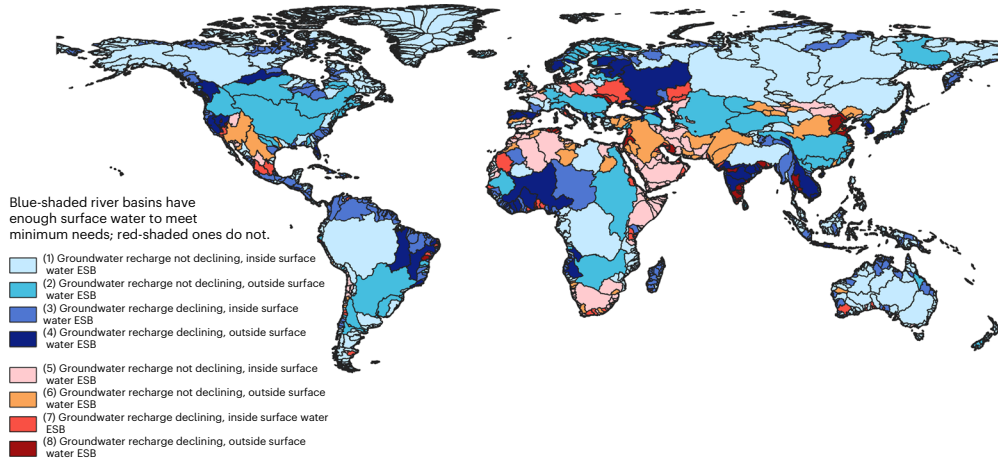 Blue-shaded river basins have
enough surface water to meet
minimum needs; red-shaded ones do not.
(1) Groundwater recharge not declining, inside surface
water ESB
(2) Groundwater recharge not declining, outside surface
water ESB
(3) Groundwater recharge declining, inside surface
water ESB
(4) Groundwater recharge declining, outside surface
water ESB
(5) Groundwater recharge not declining, inside surface
water ESB
(6) Groundwater recharge not declining, outside surface
water ESB
(7) Groundwater recharge declining, inside surface water
ESB
(8) Groundwater recharge declining, outside surface
water ESB